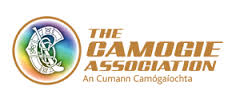 THE
CAMOGIE
ASSOCIATION
An Cumann Camógaíochta